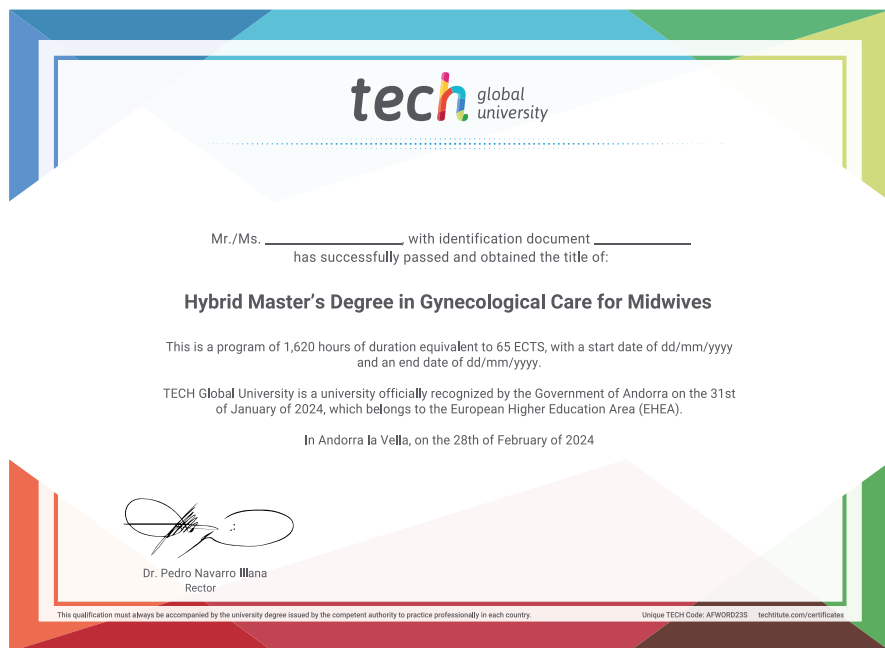 tech global
university
Mr./Ms. ____________, with identification document ____________
has successfully passed and obtained the title of:
Hybrid Master's Degree in Gynecological Care for Midwives
This is a program of 1,620 hours of duration equivalent to 65 ECTS, with a start date of dd/mm/yyyy
and an end date of dd/mm/yyyy.
TECH Global University is a university officially recognized by the Government of Andorra on the 31st
of January of 2024, which belongs to the European Higher Education Area (EHEA).
In Andorra la Vella, on the 28th of February of 2024
Dr. Pedro Navarro Illana
Rector
This qualification must always be accompanied by the university degree issued by the competent authority to practice professionally in each country.
Unique TECH Code: AFWORD23S techtitute.com/certificates